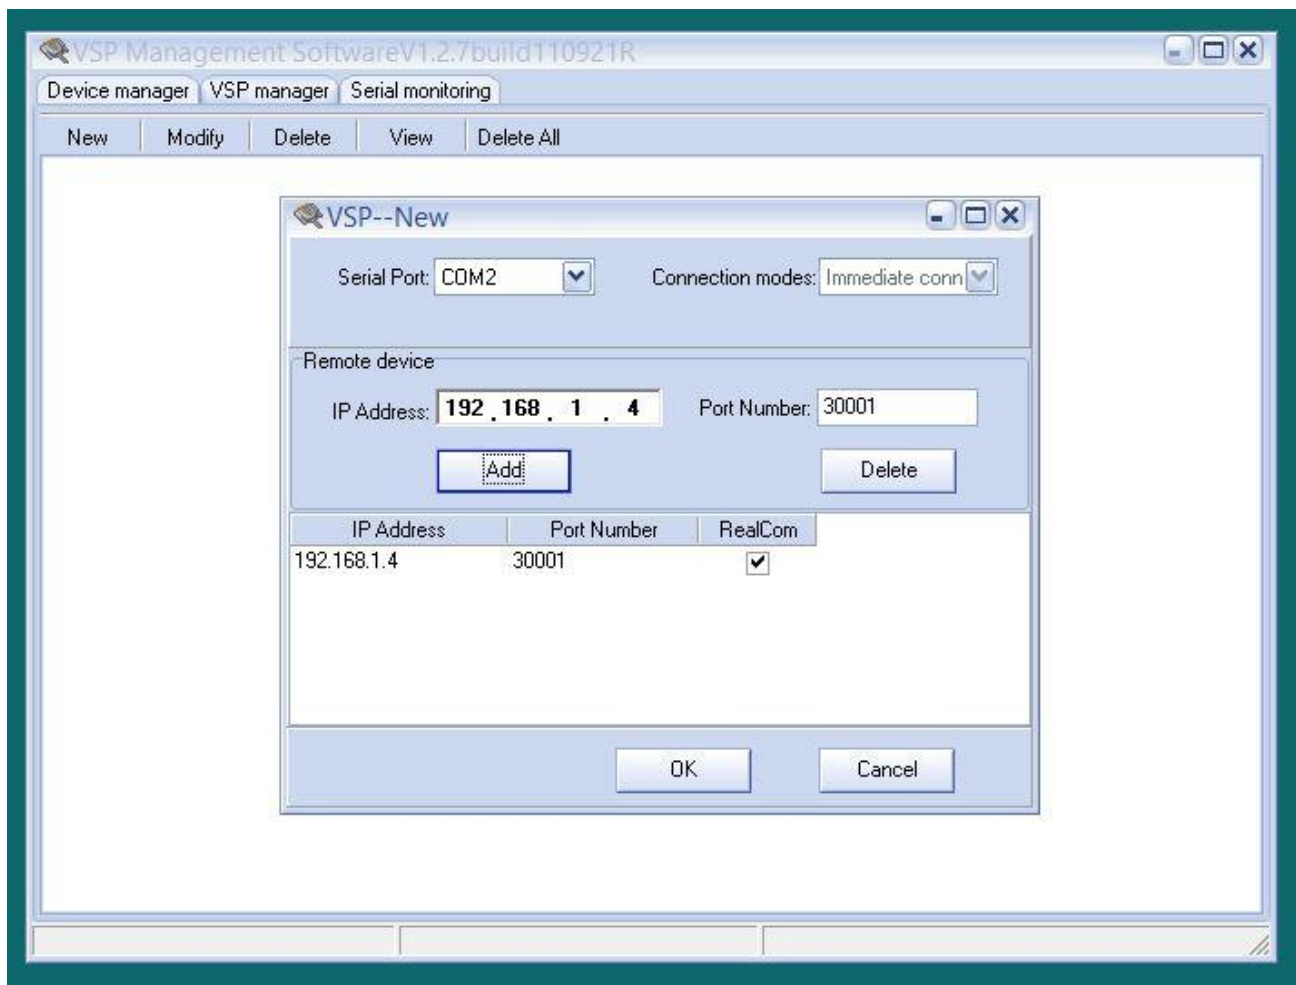 VSP Management SoftwareV1.2.7build110921R
Device manager VSP manager Serial monitoring
New Modify Delete View Delete All
VSP--New
Serial Port: COM2 Connection modes: Immediate conn
Remote device
IP Address: 192 . 168 . 1 . 4 Port Number: 30001
Add Delete
IP Address Port Number RealCom
192.168.1.4 30001
OK Cancel